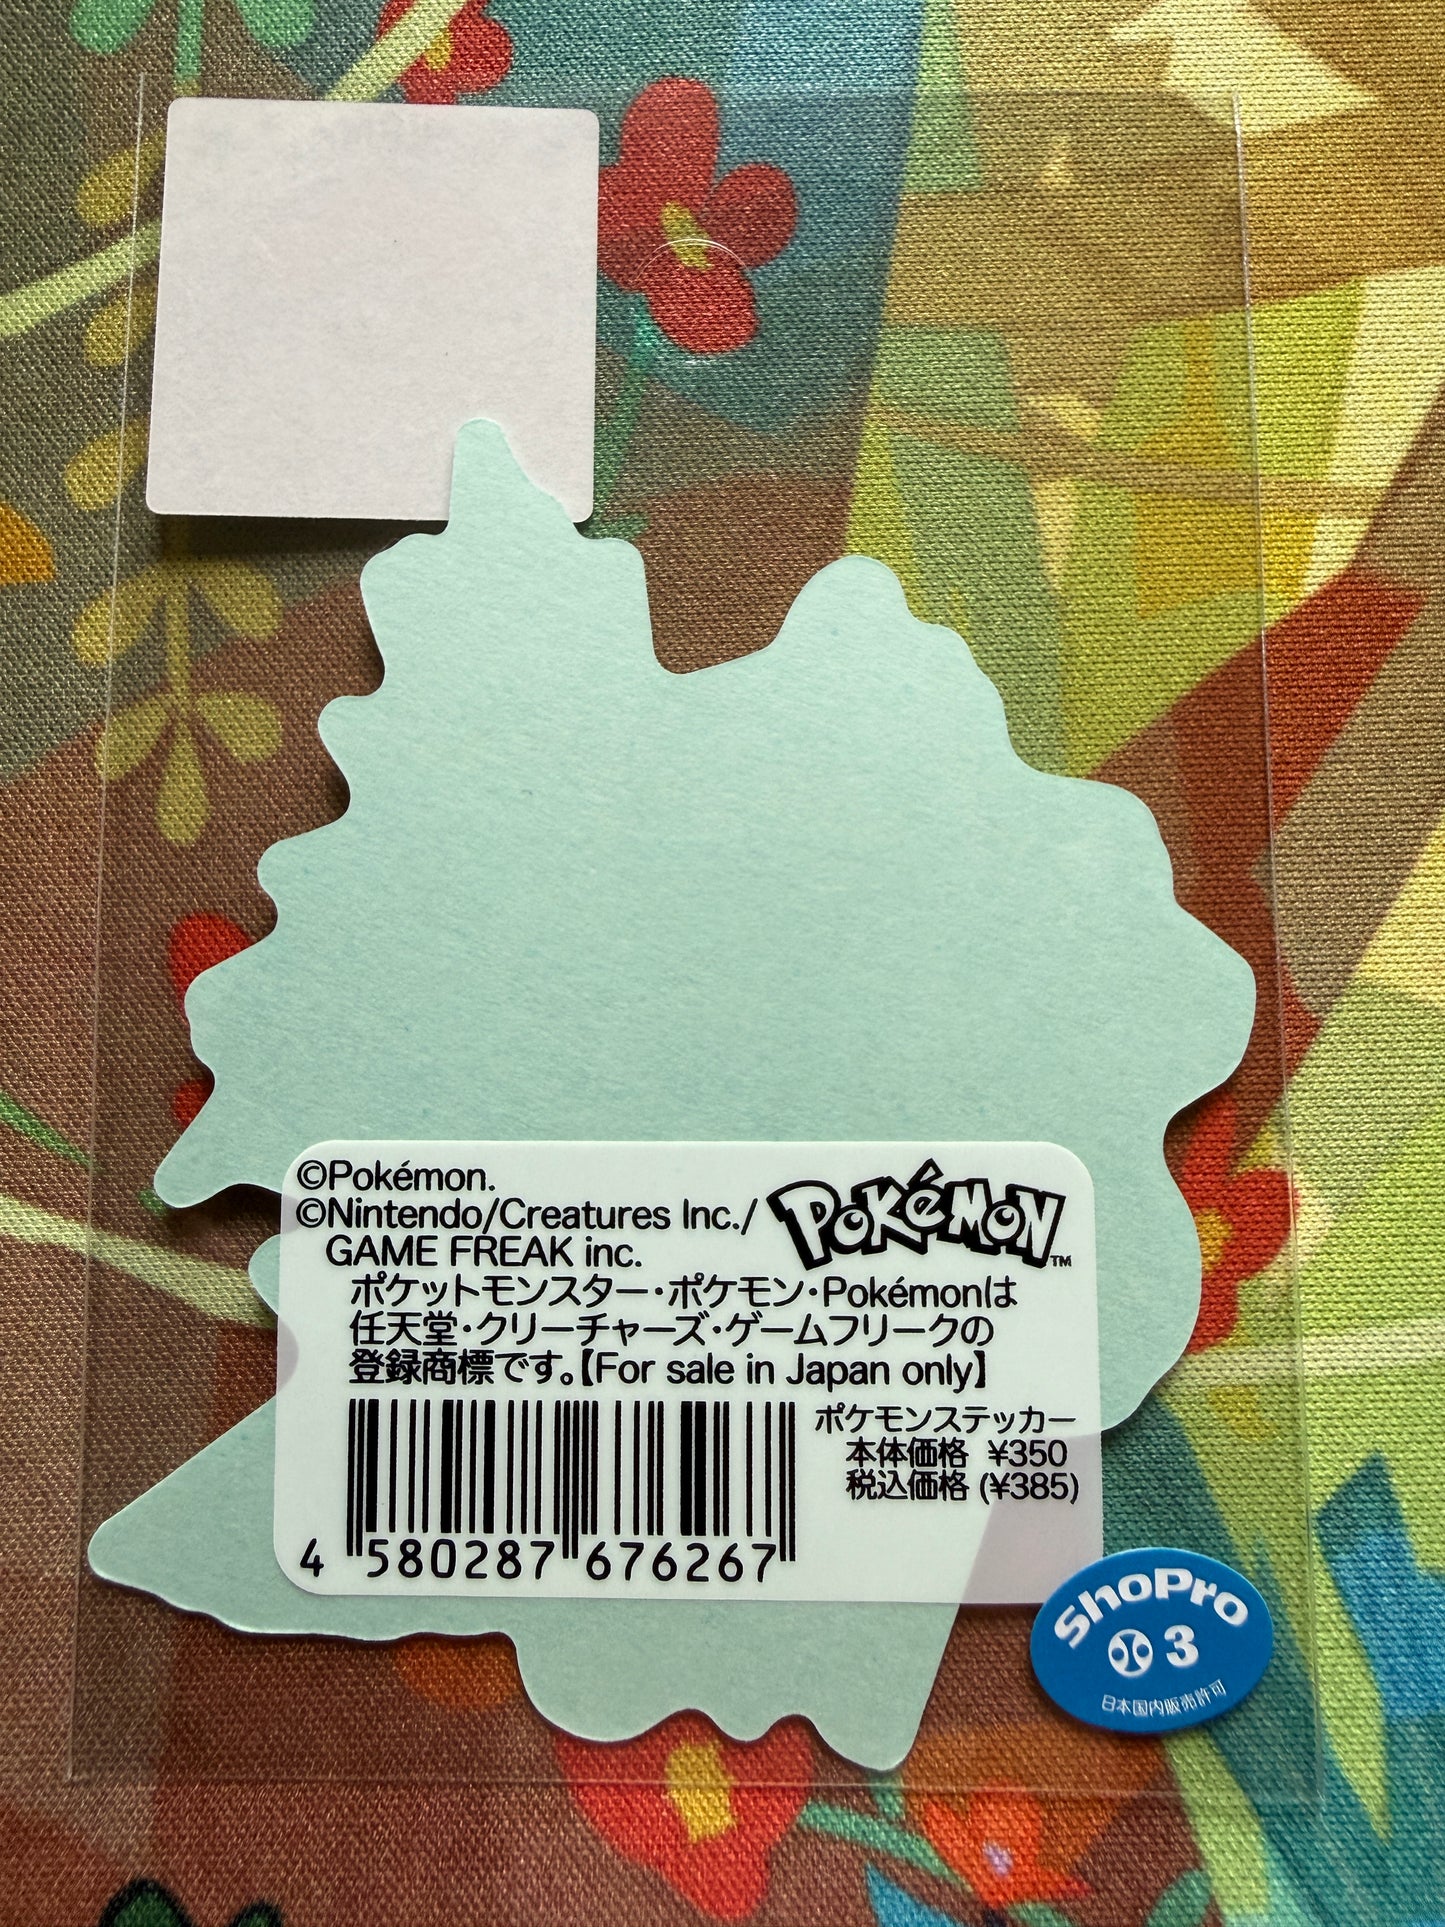 ©Pokémon.
©Nintendo/Creatures Inc./
GAME FREAK inc.
POKéMON™
ポケットモンスター・ポケモン・Pokémonは
任天堂・クリーチャーズ・ゲームフリークの
登録商標です。【For sale in Japan only】
ポケモンステッカー
本体価格 ¥350
税込価格 (¥385)
4 580287 676267
ShoPro
3
日本国内販売許可